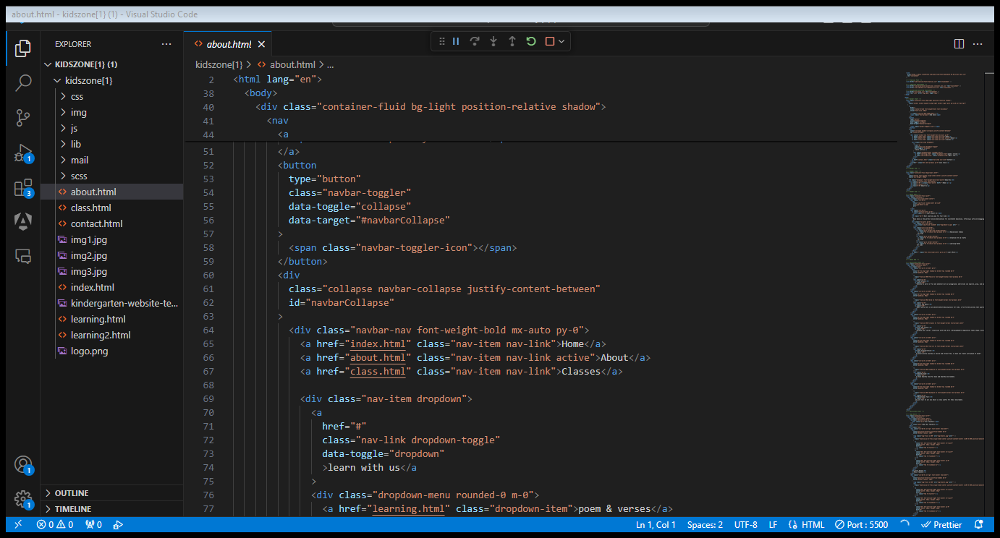 about.html - kidszone[1] (1) - Visual Studio Code
EXPLORER
KIDSZONE[1] (1)
kidszone[1]
css
img
js
lib
mail
scss
about.html
class.html
contact.html
img1.jpg
img2.jpg
img3.jpg
index.html
kindergarten-website-te...
learning.html
learning2.html
logo.png
OUTLINE
TIMELINE
1
3
1
1
about.html
kidszone[1] > about.html > ...
2 <html lang="en">
38 <body>
40 <div class="container-fluid bg-light position-relative shadow">
41 <nav
44 <a
51 </a>
52 <button
53 type="button"
54 class="navbar-toggler"
55 data-toggle="collapse"
56 data-target="#navbarCollapse"
57 >
58 <span class="navbar-toggler-icon"></span>
59 </button>
60 <div
61 class="collapse navbar-collapse justify-content-between"
62 id="navbarCollapse"
63 >
64 <div class="navbar-nav font-weight-bold mx-auto py-0">
65 <a href="index.html" class="nav-item nav-link">Home</a>
66 <a href="about.html" class="nav-item nav-link active">About</a>
67 <a href="class.html" class="nav-item nav-link">Classes</a>
68
69 <div class="nav-item dropdown">
70 <a
71 href="#"
72 class="nav-link dropdown-toggle"
73 data-toggle="dropdown"
74 >learn with us</a
75 >
76 <div class="dropdown-menu rounded-0 m-0">
77 <a href="learning.html" class="dropdown-item">poem & verses</a>
0 0 0 Ln 1, Col 1 Spaces: 2 UTF-8 LF HTML Port : 5500 Prettier